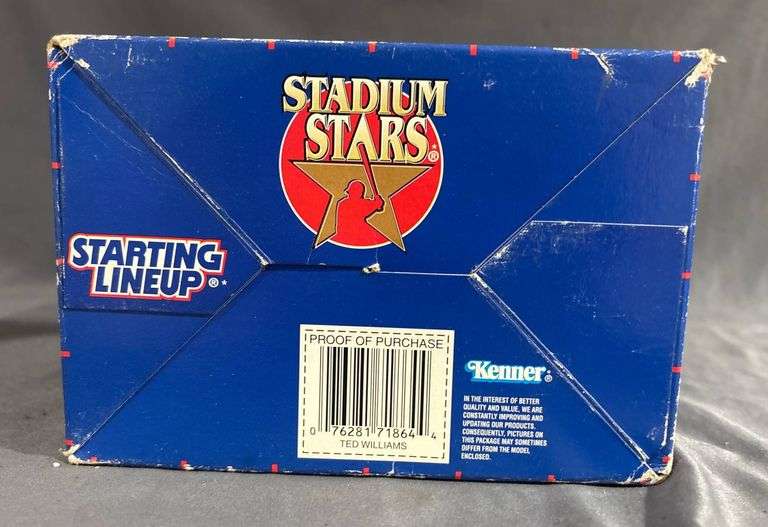 STADIUM
STARS®
STARTING
LINEUP®*
PROOF OF PURCHASE
0 76281 71864 4
TED WILLIAMS
Kenner®
IN THE INTEREST OF BETTER
QUALITY AND VALUE, WE ARE
CONSTANTLY IMPROVING AND
UPDATING OUR PRODUCTS.
CONSEQUENTLY, PICTURES ON
THIS PACKAGE MAY SOMETIMES
DIFFER FROM THE MODEL
ENCLOSED.